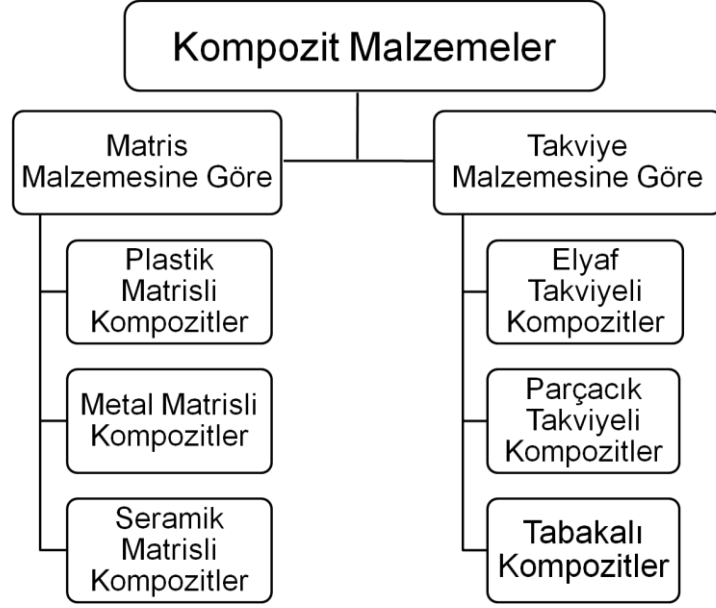 Kompozit Malzemeler
Matris
Malzemesine Göre
Plastik
Matrisli
Kompozitler
Metal Matrisli
Kompozitler
Seramik
Matrisli
Kompozitler
Takviye
Malzemesine Göre
Elyaf
Takviyeli
Kompozitler
Parçacık
Takviyeli
Kompozitler
Tabakalı
Kompozitler